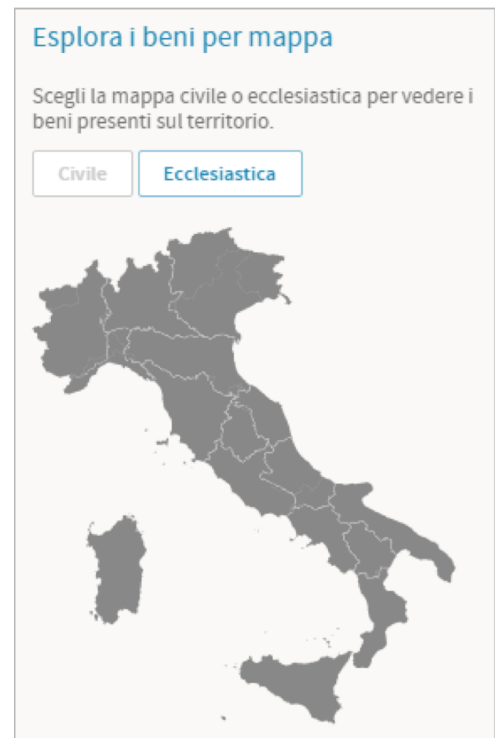 Esplora i beni per mappa
Scegli la mappa civile o ecclesiastica per vedere i
beni presenti sul territorio.
Civile
Ecclesiastica